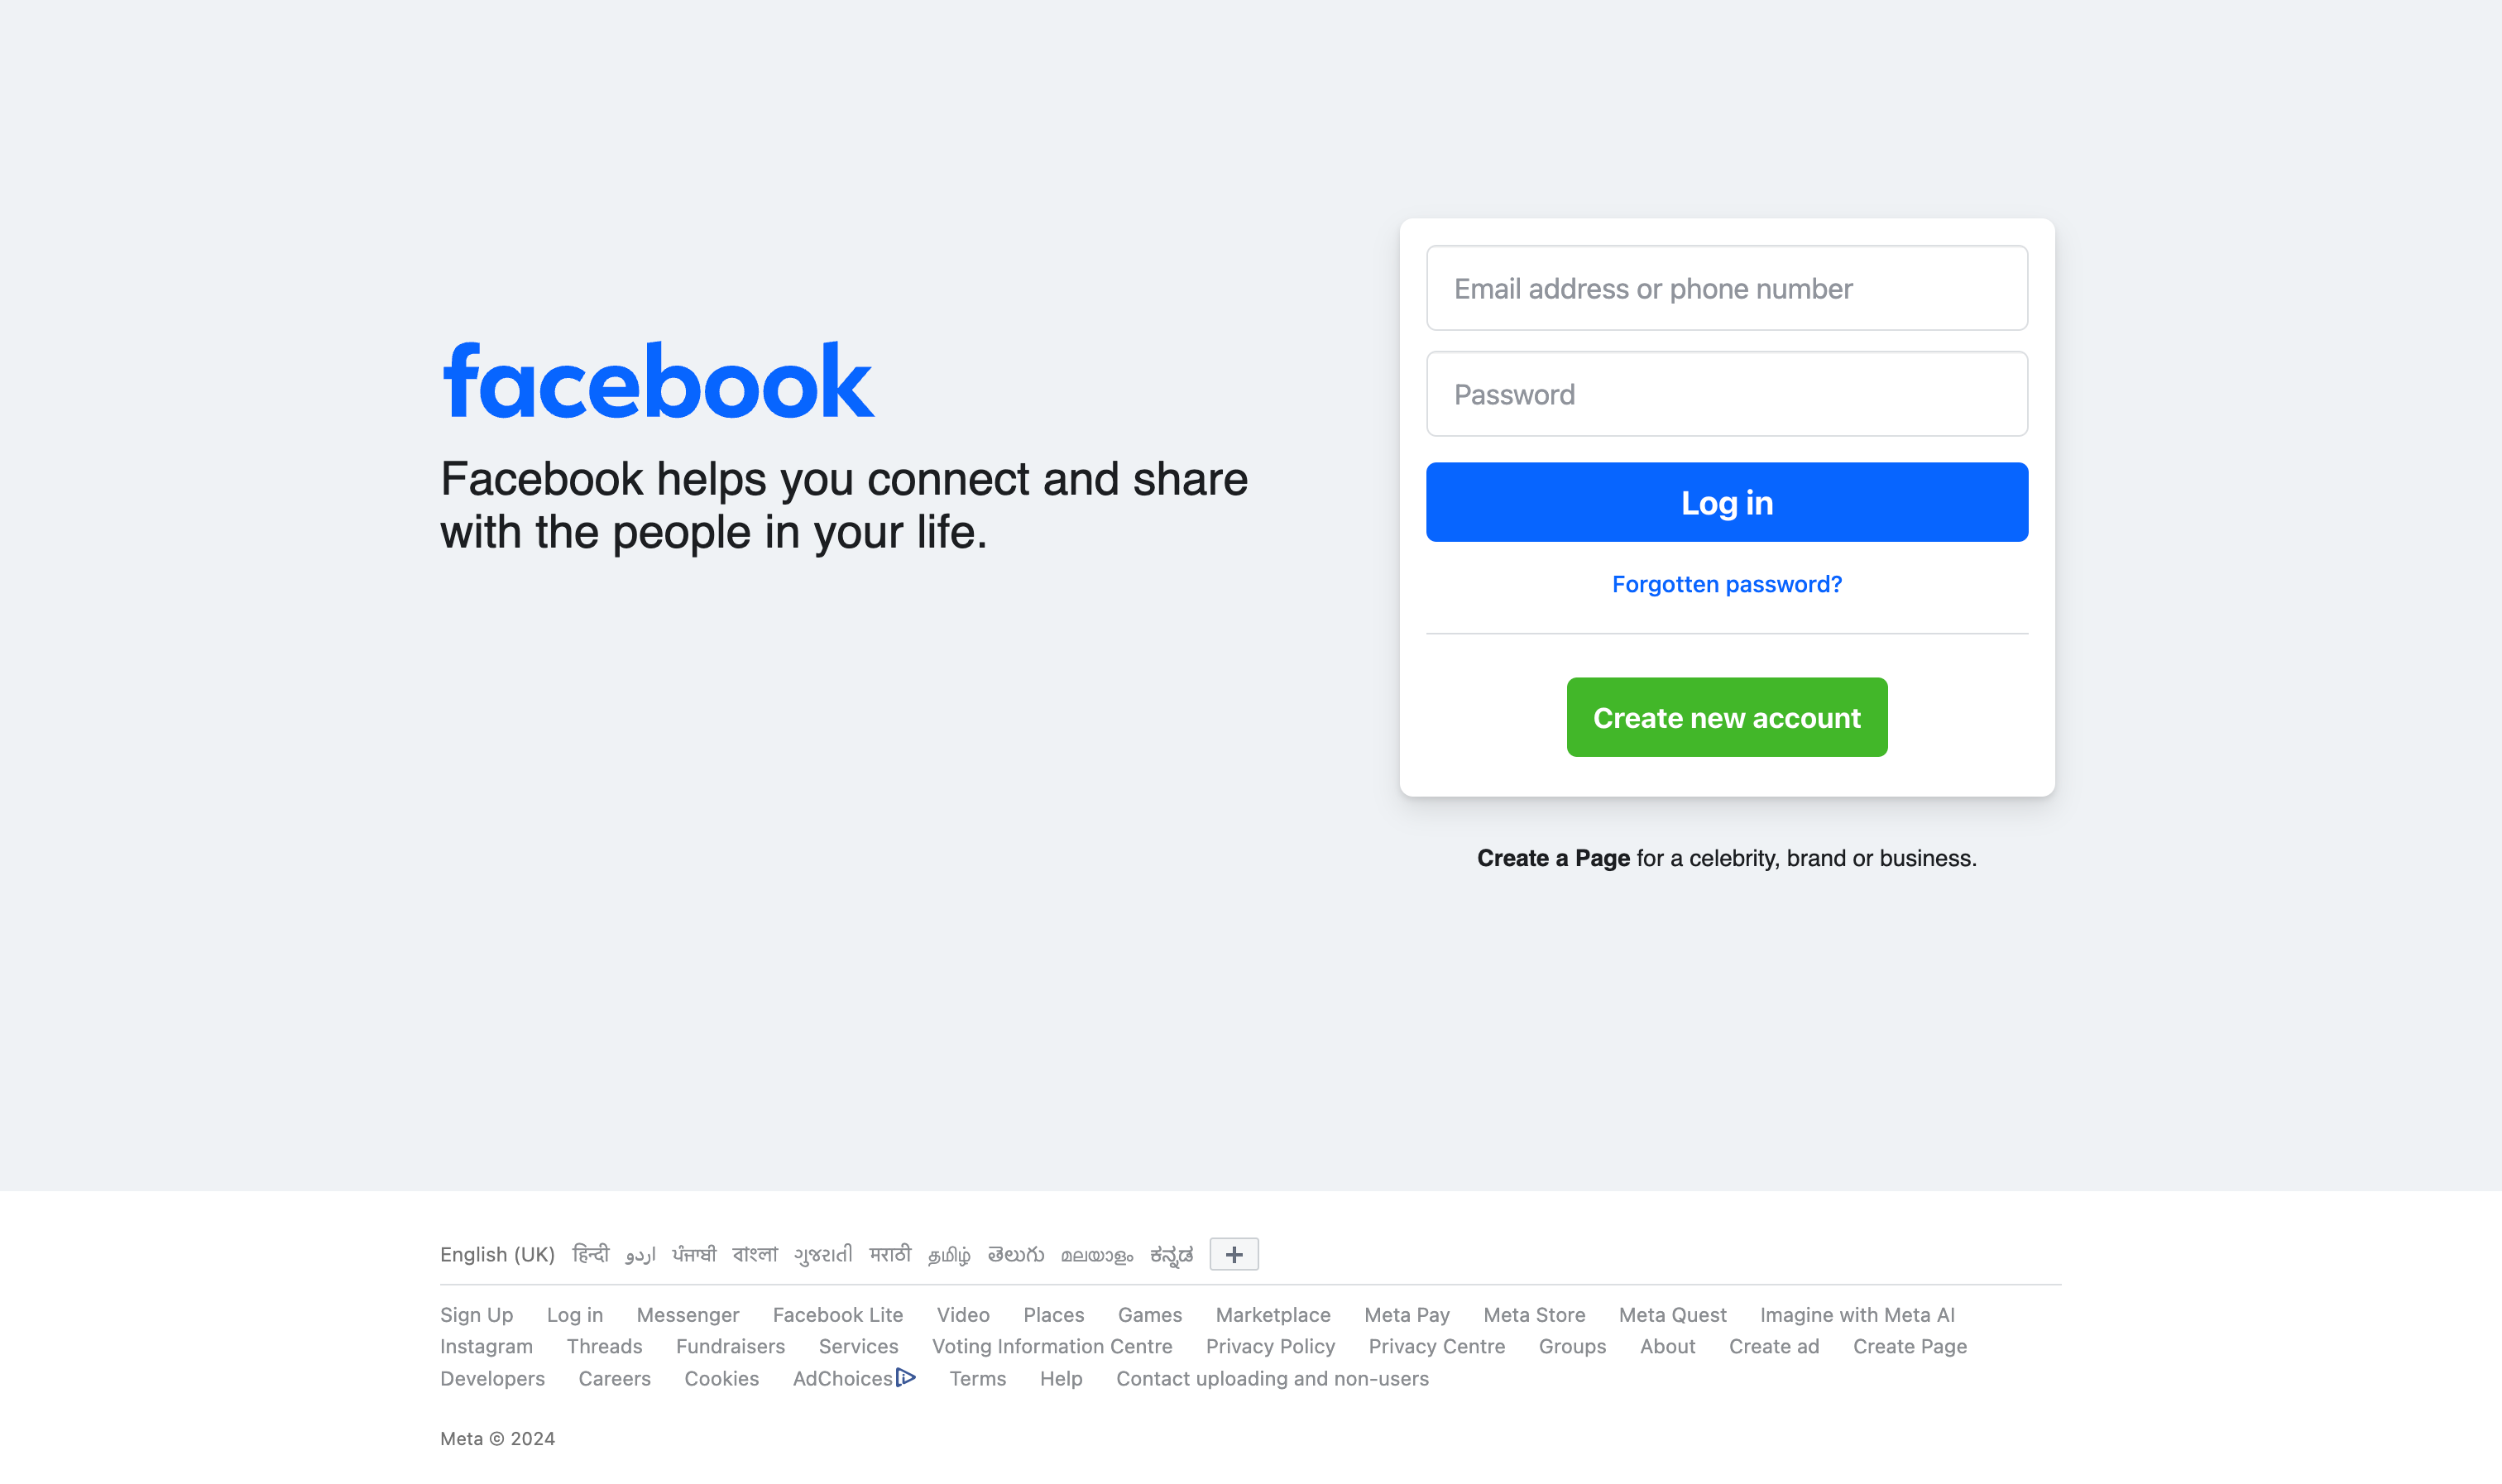 facebook
Facebook helps you connect and share
with the people in your life.
Email address or phone number
Password
Log in
Forgotten password?
Create new account
Create a Page for a celebrity, brand or business.
English (UK) हिन्दी اردو ਪੰਜਾਬੀ বাংলা ગુજરાતી मराठी தமிழ் తెలుగు മലയാളം ಕನ್ನಡ +
Sign Up Log in Messenger Facebook Lite Video Places Games Marketplace Meta Pay Meta Store Meta Quest Imagine with Meta AI
Instagram Threads Fundraisers Services Voting Information Centre Privacy Policy Privacy Centre Groups About Create ad Create Page
Developers Careers Cookies AdChoices Terms Help Contact uploading and non-users
Meta © 2024